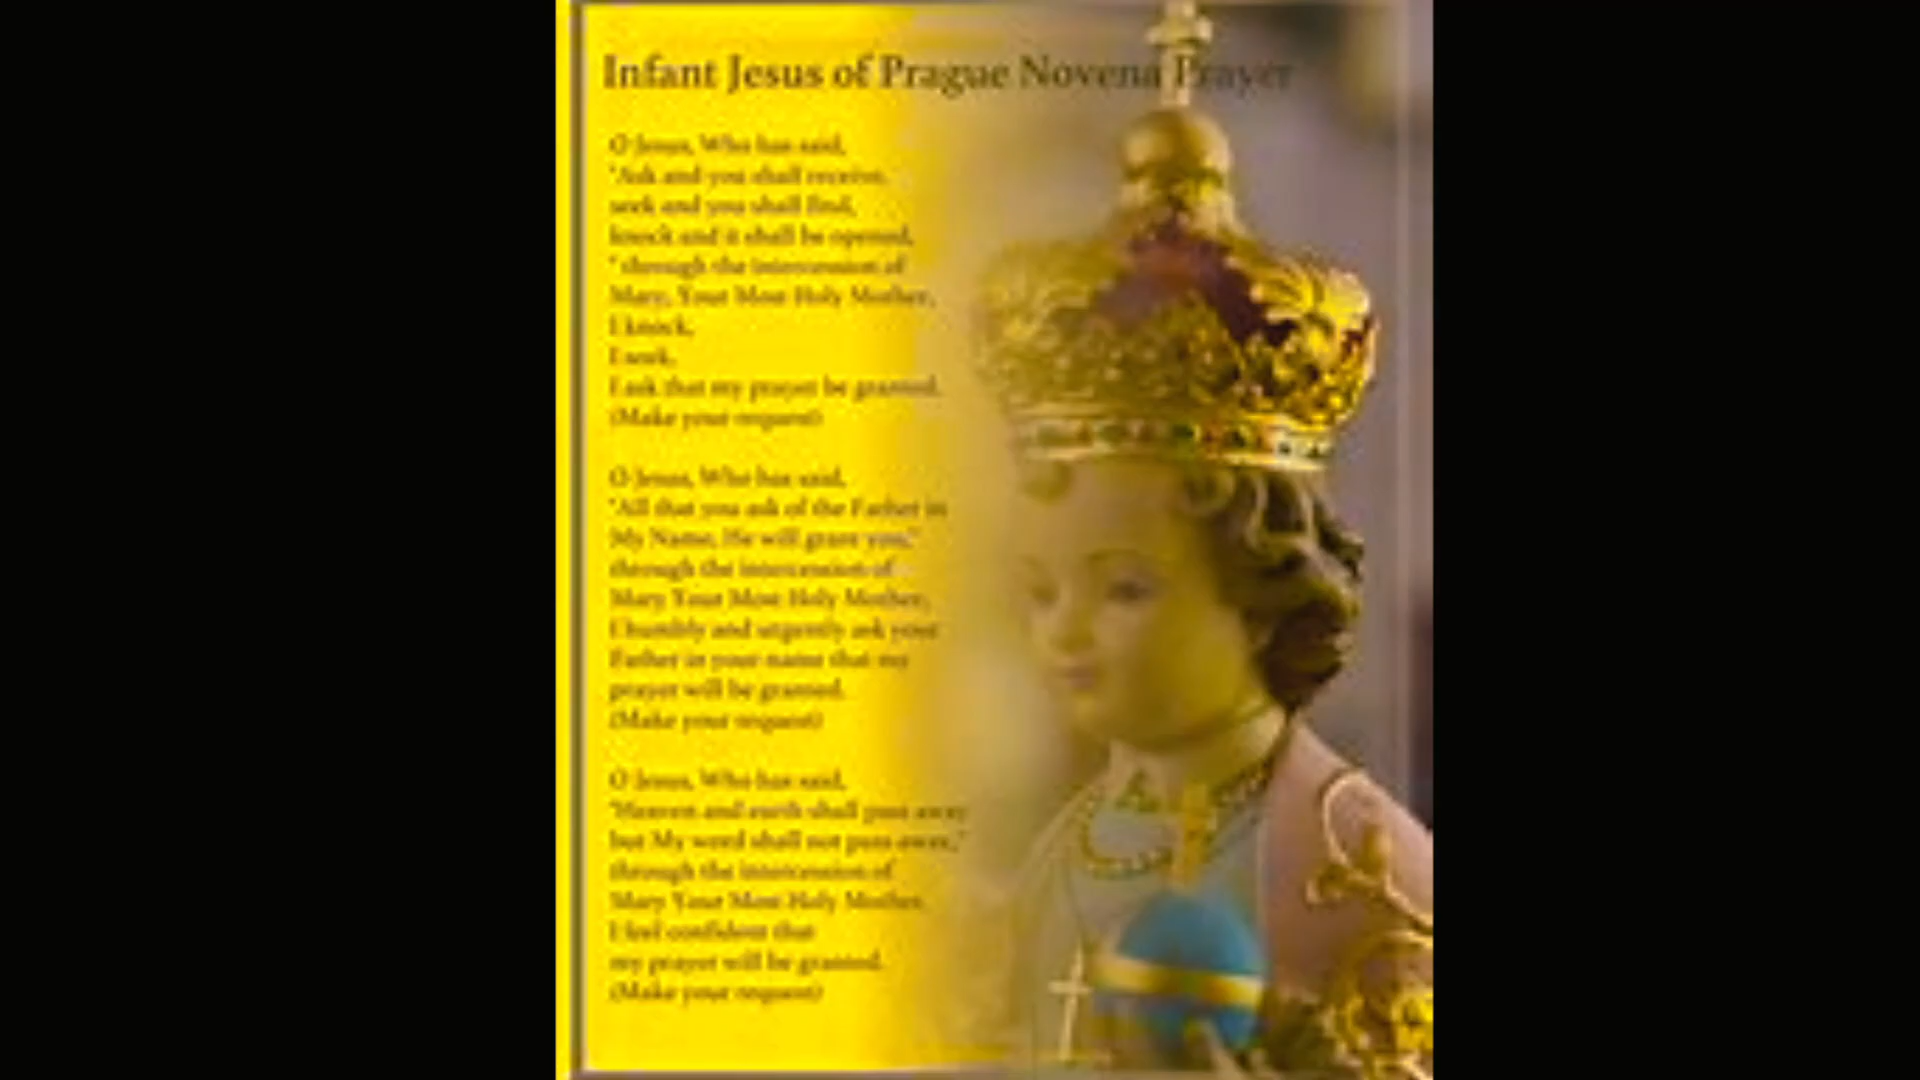 Infant Jesus of Prague Novena Prayer
O Jesus, Who has said,
"Ask and you shall receive,
seek and you shall find,
knock and it shall be opened,
" through the intercession of
Mary, Your Most Holy Mother,
I knock,
I seek,
I ask that my prayer be granted.
(Make your request)
O Jesus, Who has said,
"All that you ask of the Father in
My Name, He will grant you,"
through the intercession of
Mary Your Most Holy Mother,
I humbly and urgently ask your
Father in your name that my
prayer will be granted.
(Make your request)
O Jesus, Who has said,
"Heaven and earth shall pass away
but My word shall not pass away,"
through the intercession of
Mary Your Most Holy Mother,
I feel confident that
my prayer will be granted.
(Make your request)